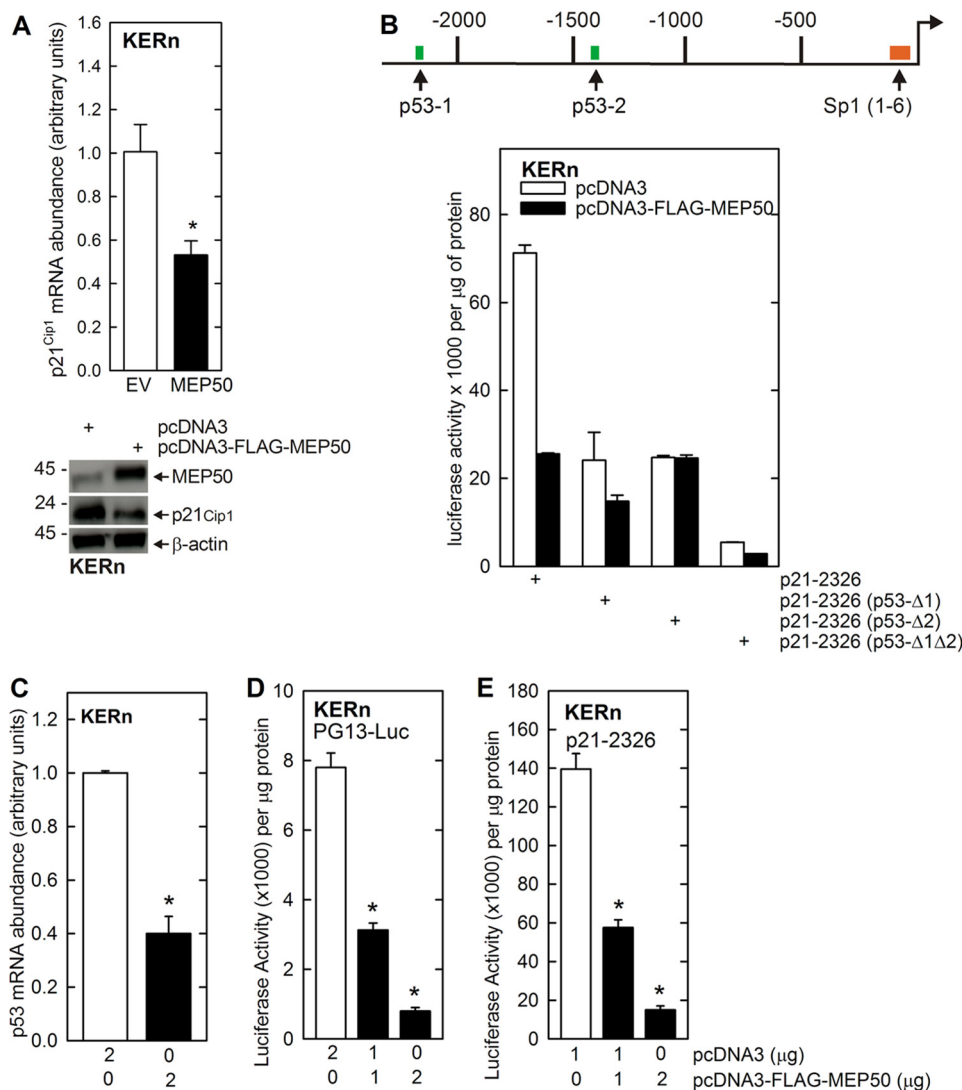 A
KERn
p21Cip1 mRNA abundance (arbitrary units)
1.6
1.4
1.2
1.0
0.8
0.6
0.4
0.2
0.0
*
EV MEP50
+ pcDNA3
+ pcDNA3-FLAG-MEP50
45 - MEP50
24 - p21Cip1
45 - β-actin
KERn
B
-2000 -1500 -1000 -500
p53-1 p53-2 Sp1 (1-6)
KERn
pcDNA3
pcDNA3-FLAG-MEP50
luciferase activity x 1000 per μg of protein
80
60
40
20
0
+ p21-2326
+ p21-2326 (p53-Δ1)
+ p21-2326 (p53-Δ2)
+ p21-2326 (p53-Δ1Δ2)
C
KERn
p53 mRNA abundance (arbitrary units)
1.2
1.0
0.8
0.6
0.4
0.2
0.0
*
2 0
0 2
D
KERn
PG13-Luc
Luciferase Activity (x1000) per μg protein
10
8
6
4
2
0
*
*
2 1 0
0 1 2
E
KERn
p21-2326
Luciferase Activity (x1000) per μg protein
180
160
140
120
100
80
60
40
20
0
*
*
1 1 0 pcDNA3 (μg)
0 1 2 pcDNA3-FLAG-MEP50 (μg)